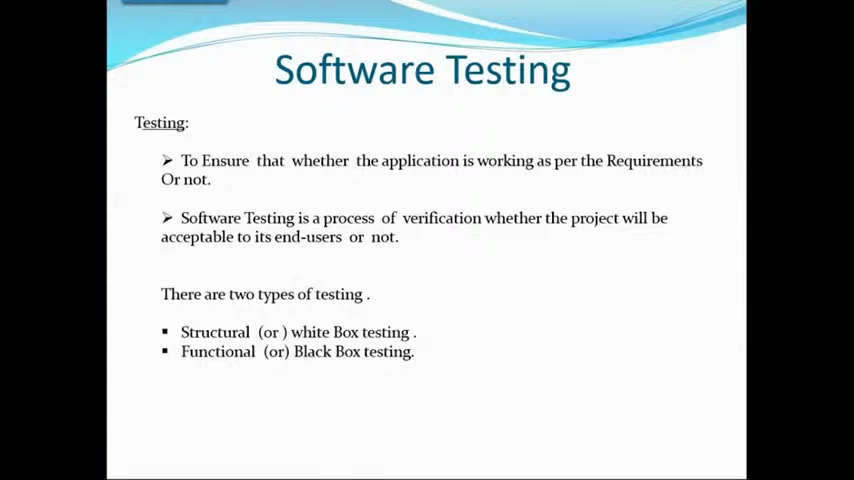 Software Testing
Testing:
➢ To Ensure that whether the application is working as per the Requirements
Or not.
➢ Software Testing is a process of verification whether the project will be
acceptable to its end-users or not.
There are two types of testing .
▪ Structural (or ) white Box testing .
▪ Functional (or) Black Box testing.